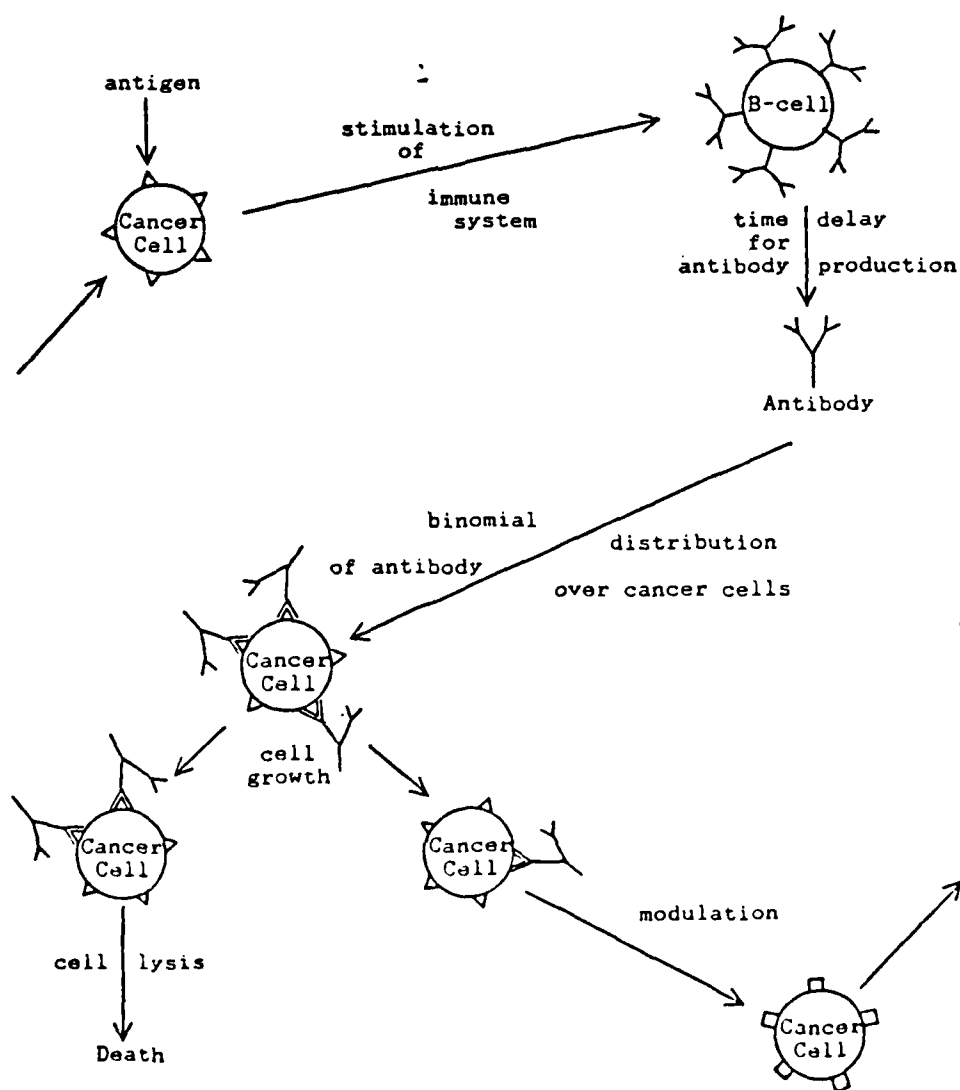 antigen
stimulation
of
immune
system
B-cell
Cancer
Cell
time delay
for
antibody production
Antibody
binomial
distribution
of antibody
over cancer cells
Cancer
Cell
cell
growth
Cancer
Cell
Cancer
Cell
modulation
cell lysis
Death
Cancer
Cell